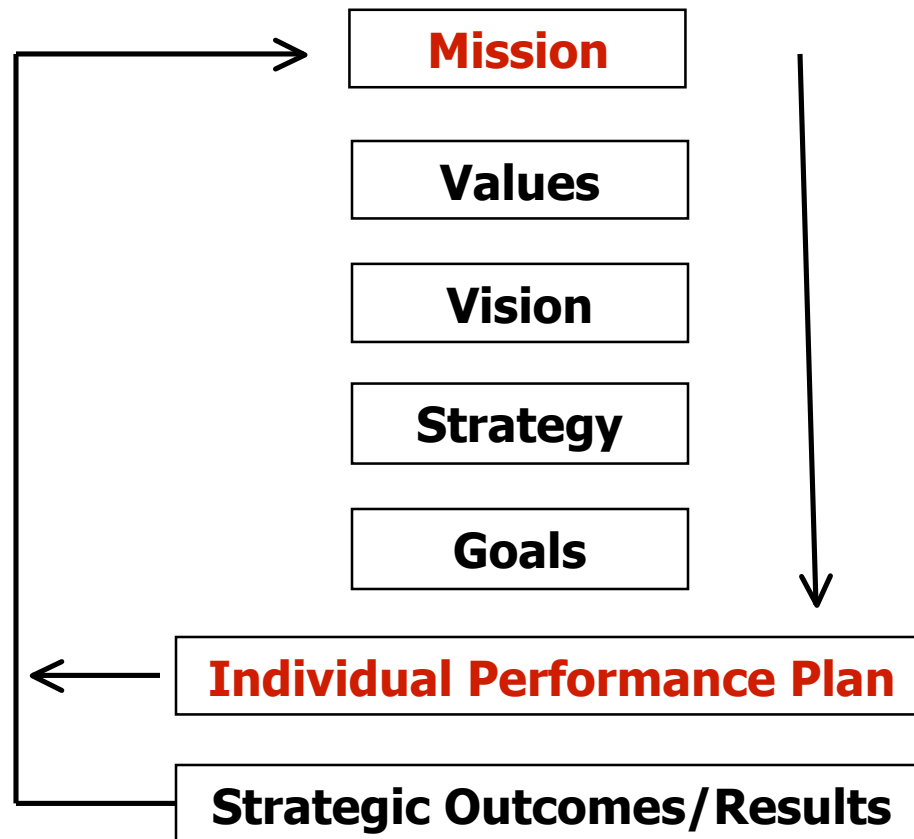 Mission
Values
Vision
Strategy
Goals
Individual Performance Plan
Strategic Outcomes/Results